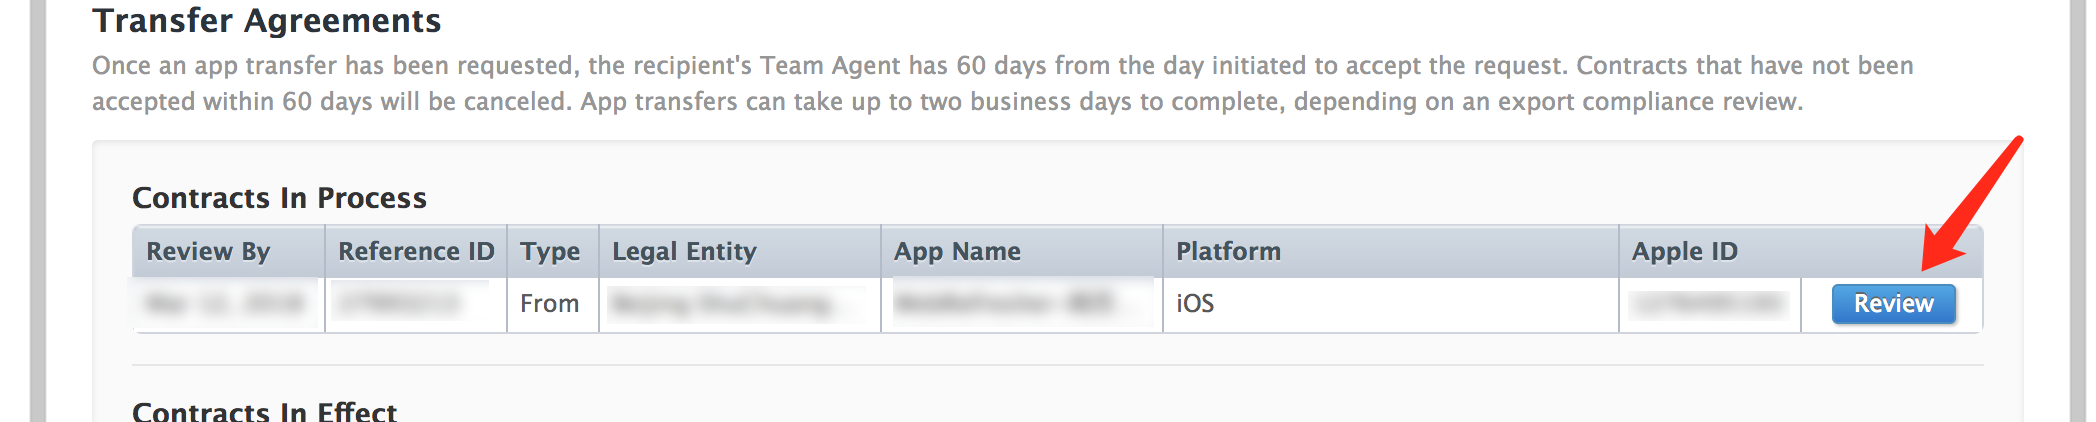 Transfer Agreements
Once an app transfer has been requested, the recipient's Team Agent has 60 days from the day initiated to accept the request. Contracts that have not been
accepted within 60 days will be canceled. App transfers can take up to two business days to complete, depending on an export compliance review.
Contracts In Process
Review By Reference ID Type Legal Entity App Name Platform Apple ID
From iOS Review
Contracts In Effect